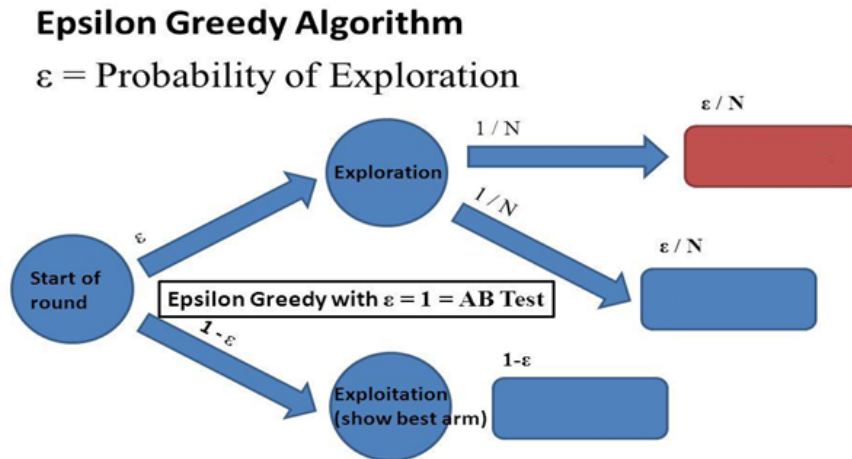 Epsilon Greedy Algorithm
ε = Probability of Exploration
ε / N
1 / N
Exploration
1/N
ε
ε / N
Start of
round
Epsilon Greedy with ε = 1 = AB Test
1-ε
1-ε
Exploitation
(show best arm)